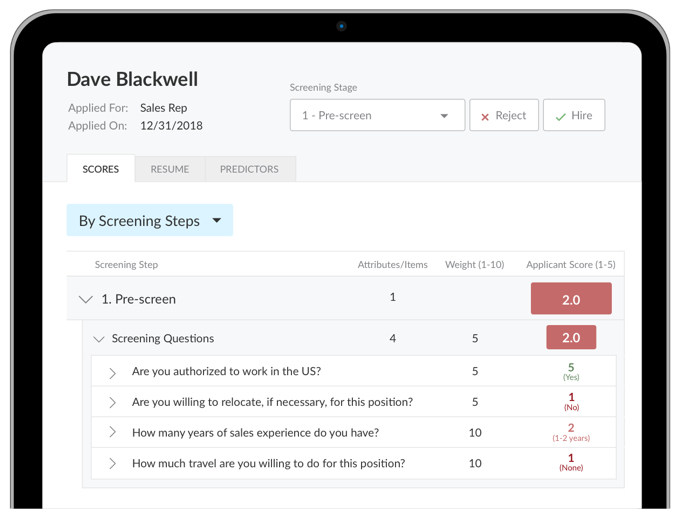 Dave Blackwell
Applied For: Sales Rep
Applied On: 12/31/2018
Screening Stage
1 - Pre-screen
Reject
Hire
SCORES RESUME PREDICTORS
By Screening Steps
Screening Step Attributes/Items Weight (1-10) Applicant Score (1-5)
1. Pre-screen 1 2.0
Screening Questions 4 5 2.0
Are you authorized to work in the US? 5 5
(Yes)
Are you willing to relocate, if necessary, for this position? 5 1
(No)
How many years of sales experience do you have? 10 2
(1-2 years)
How much travel are you willing to do for this position? 10 1
(None)